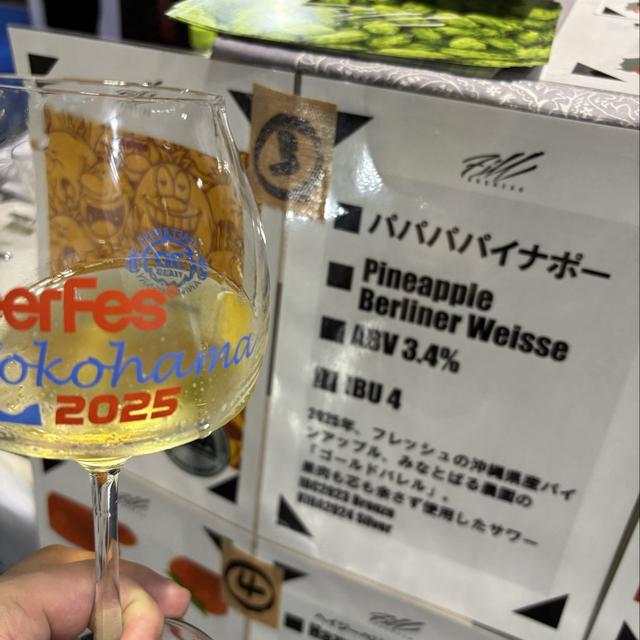 erFes
okohama
2025
3
パパパパイナポー
Pineapple
Berliner Weisse
ABV 3.4%
IBU 4
2025年、フレッシュの沖縄県産パイ
ンアップル、みなとぱる農園の
「ゴールドバレル」。
果肉も芯も余さず使用したサワー
IBC2023 Bronze
2024 Silver
4